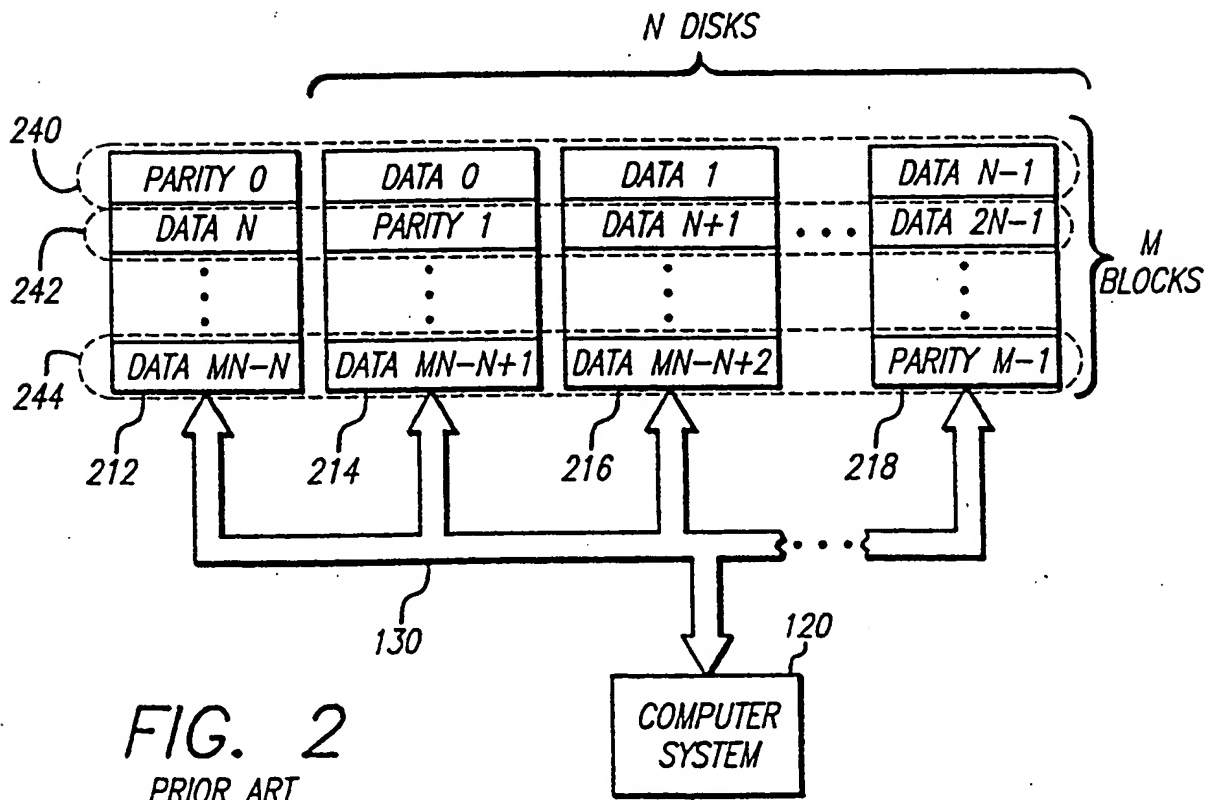 N DISKS
240
PARITY 0 DATA 0 DATA 1 DATA N-1
242
DATA N PARITY 1 DATA N+1 DATA 2N-1
M BLOCKS
244
DATA MN-N DATA MN-N+1 DATA MN-N+2 PARITY M-1
212 214 216 218
130
120
COMPUTER
SYSTEM
FIG. 2
PRIOR ART